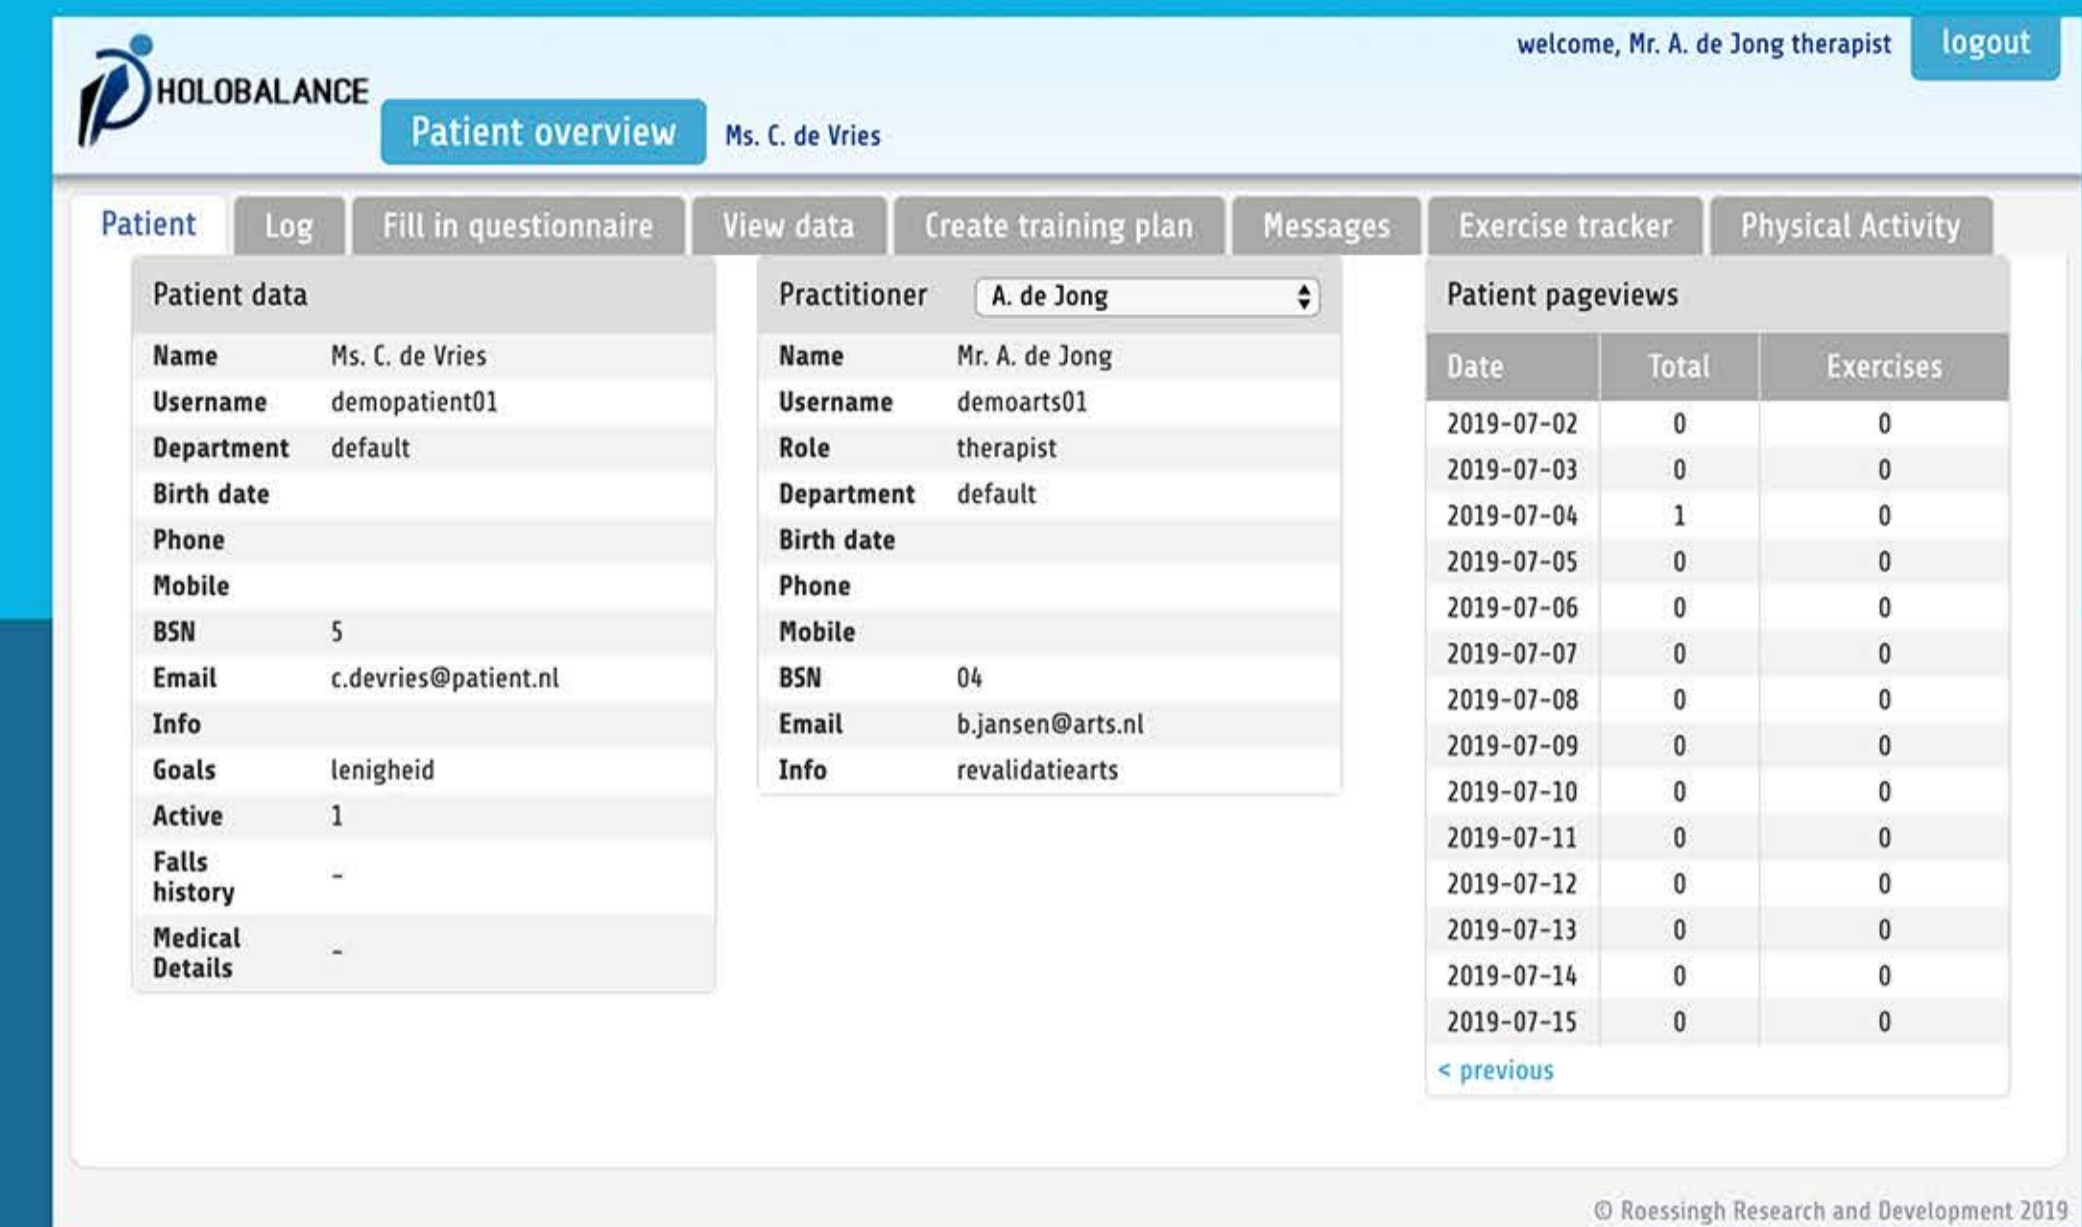 HOLOBALANCE
welcome, Mr. A. de Jong therapist
logout
Patient overview
Ms. C. de Vries
Patient
Log
Fill in questionnaire
View data
Create training plan
Messages
Exercise tracker
Physical Activity
Patient data
Name Ms. C. de Vries
Username demopatient01
Department default
Birth date
Phone
Mobile
BSN 5
Email c.devries@patient.nl
Info
Goals lenigheid
Active 1
Falls
history -
Medical
Details -
Practitioner A. de Jong
Name Mr. A. de Jong
Username demoarts01
Role therapist
Department default
Birth date
Phone
Mobile
BSN 04
Email b.jansen@arts.nl
Info revalidatiearts
Patient pageviews
Date Total Exercises
2019-07-02 0 0
2019-07-03 0 0
2019-07-04 1 0
2019-07-05 0 0
2019-07-06 0 0
2019-07-07 0 0
2019-07-08 0 0
2019-07-09 0 0
2019-07-10 0 0
2019-07-11 0 0
2019-07-12 0 0
2019-07-13 0 0
2019-07-14 0 0
2019-07-15 0 0
< previous
© Roessingh Research and Development 2019